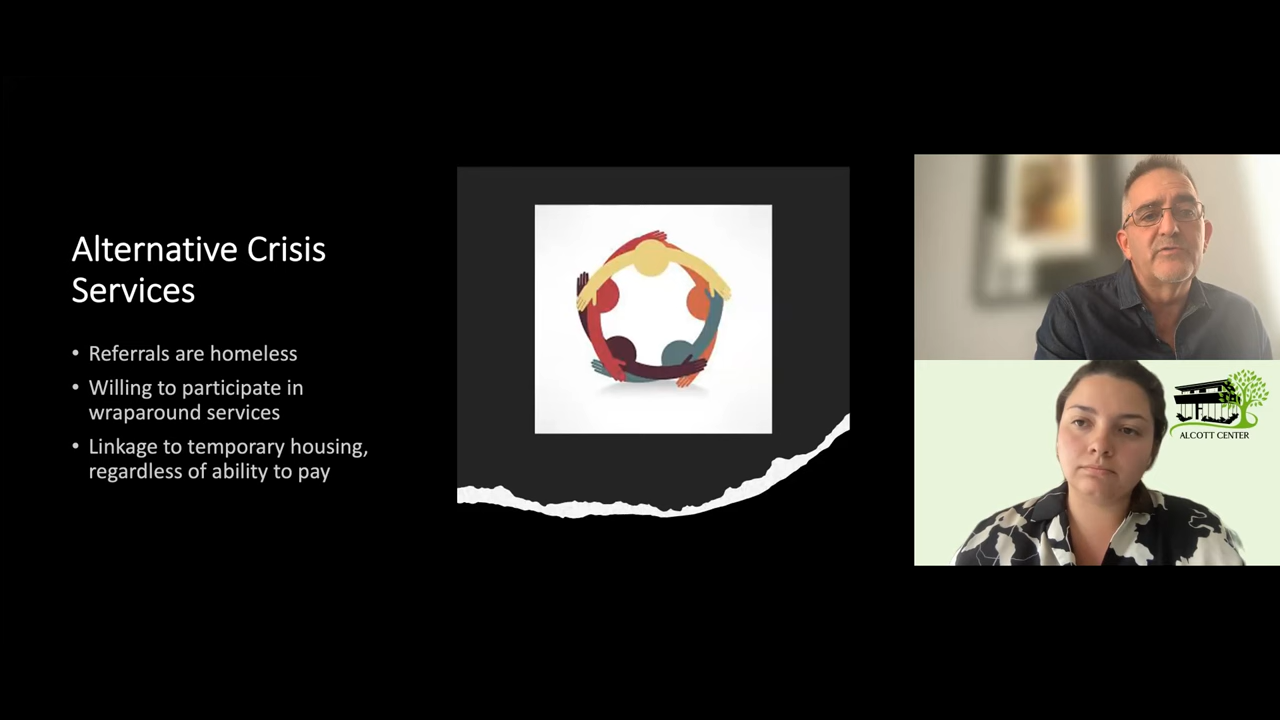 Alternative Crisis
Services
• Referrals are homeless
• Willing to participate in
wraparound services
• Linkage to temporary housing,
regardless of ability to pay
ALCOTT CENTER